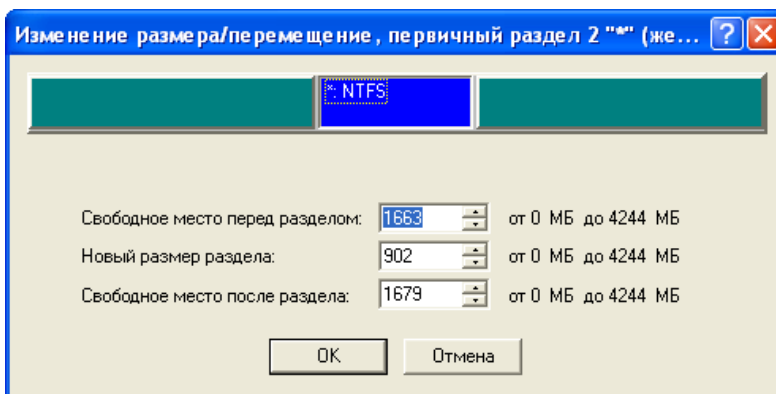 Изменение размера/перемещение, первичный раздел 2 "*" (же...
*: NTFS
Свободное место перед разделом: 1663 от 0 МБ до 4244 МБ
Новый размер раздела: 902 от 0 МБ до 4244 МБ
Свободное место после раздела: 1679 от 0 МБ до 4244 МБ
OK Отмена